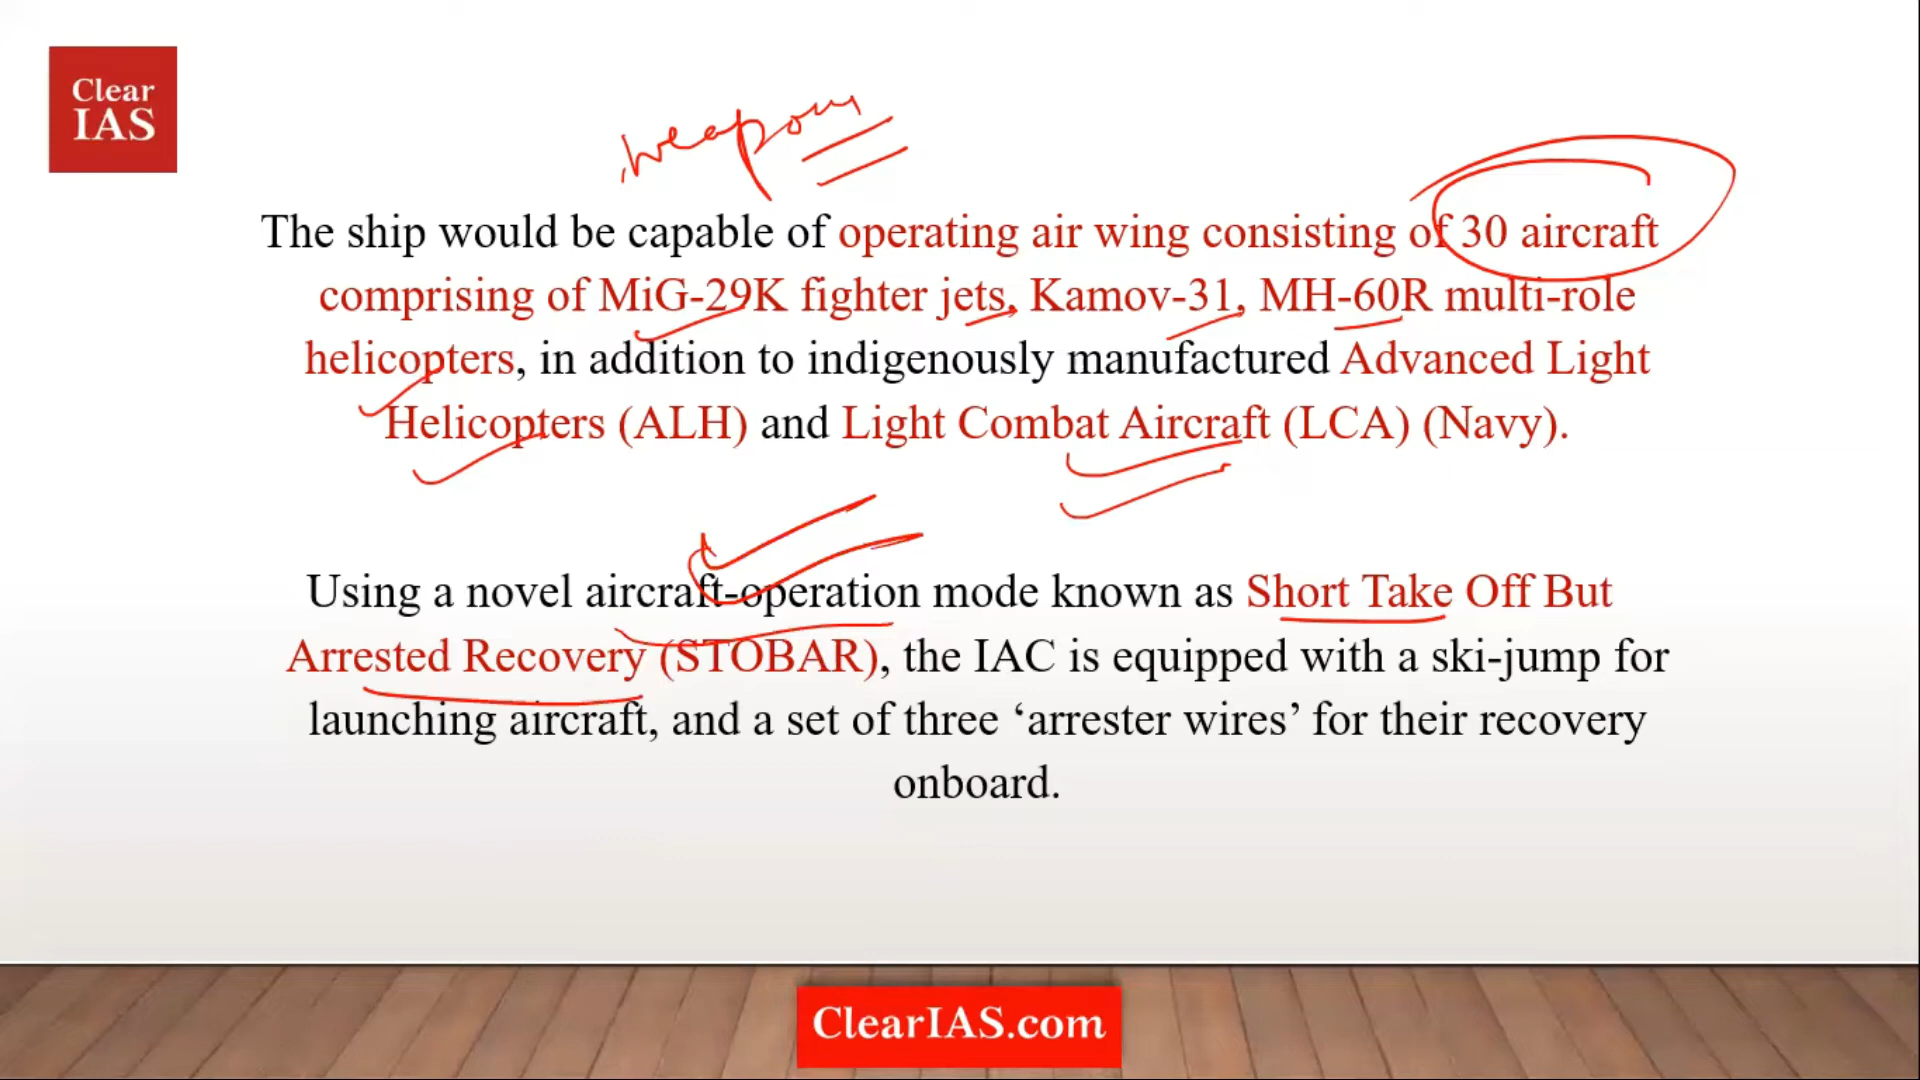 Clear
IAS
weapons
The ship would be capable of operating air wing consisting of 30 aircraft
comprising of MiG-29K fighter jets, Kamov-31, MH-60R multi-role
helicopters, in addition to indigenously manufactured Advanced Light
Helicopters (ALH) and Light Combat Aircraft (LCA) (Navy).
Using a novel aircraft-operation mode known as Short Take Off But
Arrested Recovery (STOBAR), the IAC is equipped with a ski-jump for
launching aircraft, and a set of three ‘arrester wires’ for their recovery
onboard.
ClearIAS.com